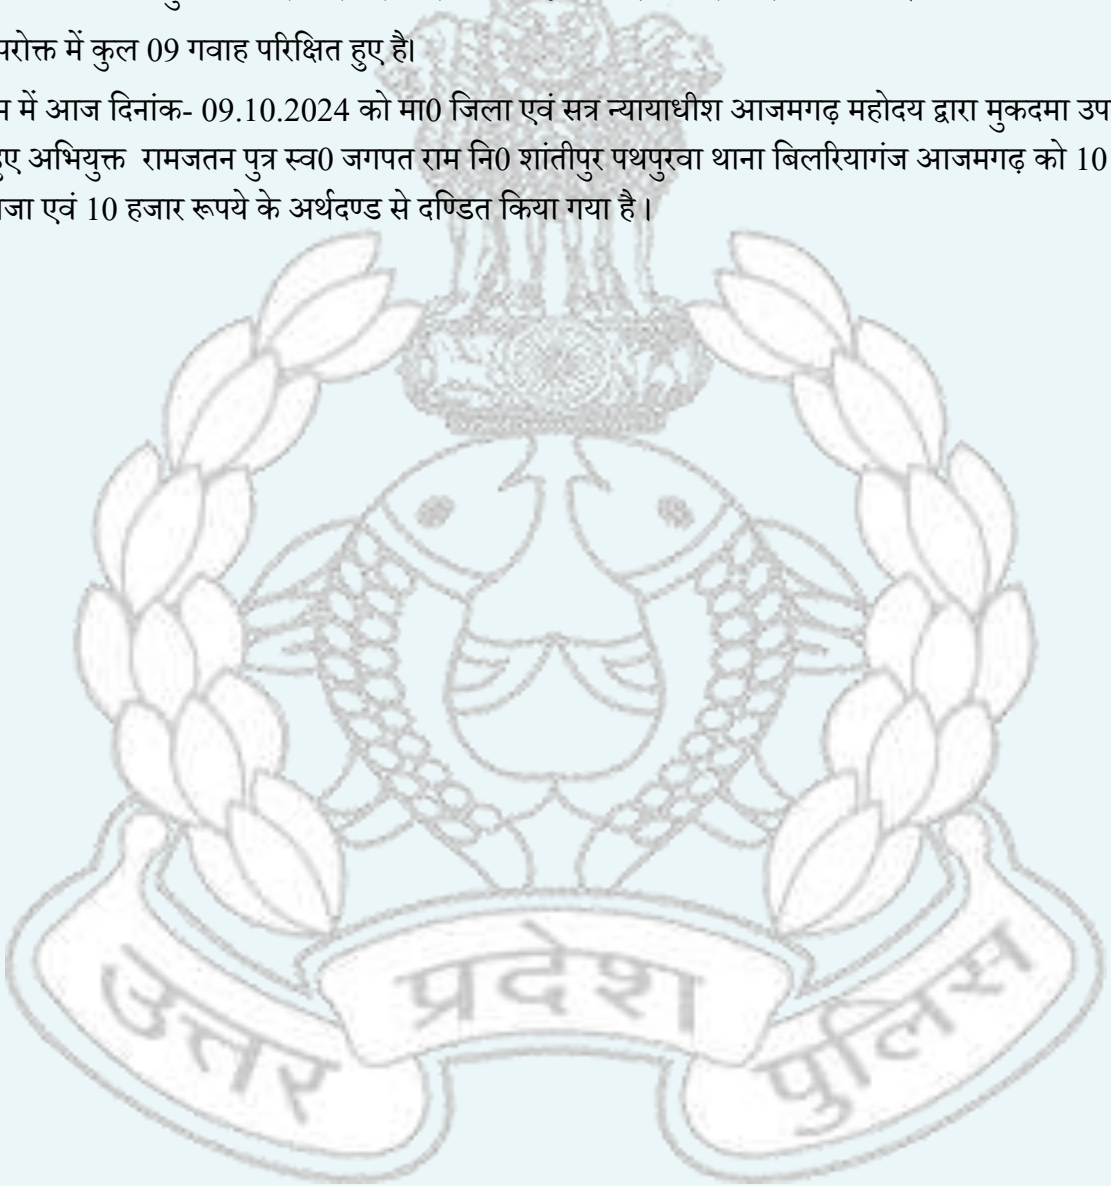 परोक्त में कुल 09 गवाह परिक्षित हुए है।
म में आज दिनांक- 09.10.2024 को मा0 जिला एवं सत्र न्यायाधीश आजमगढ़ महोदय द्वारा मुकदमा उप
हुए अभियुक्त रामजतन पुत्र स्व0 जगपत राम नि0 शांतीपुर पथपुरवा थाना बिलरियागंज आजमगढ़ को 10
जा एवं 10 हजार रूपये के अर्थदण्ड से दण्डित किया गया है ।
उत्तर प्रदेश पुलिस